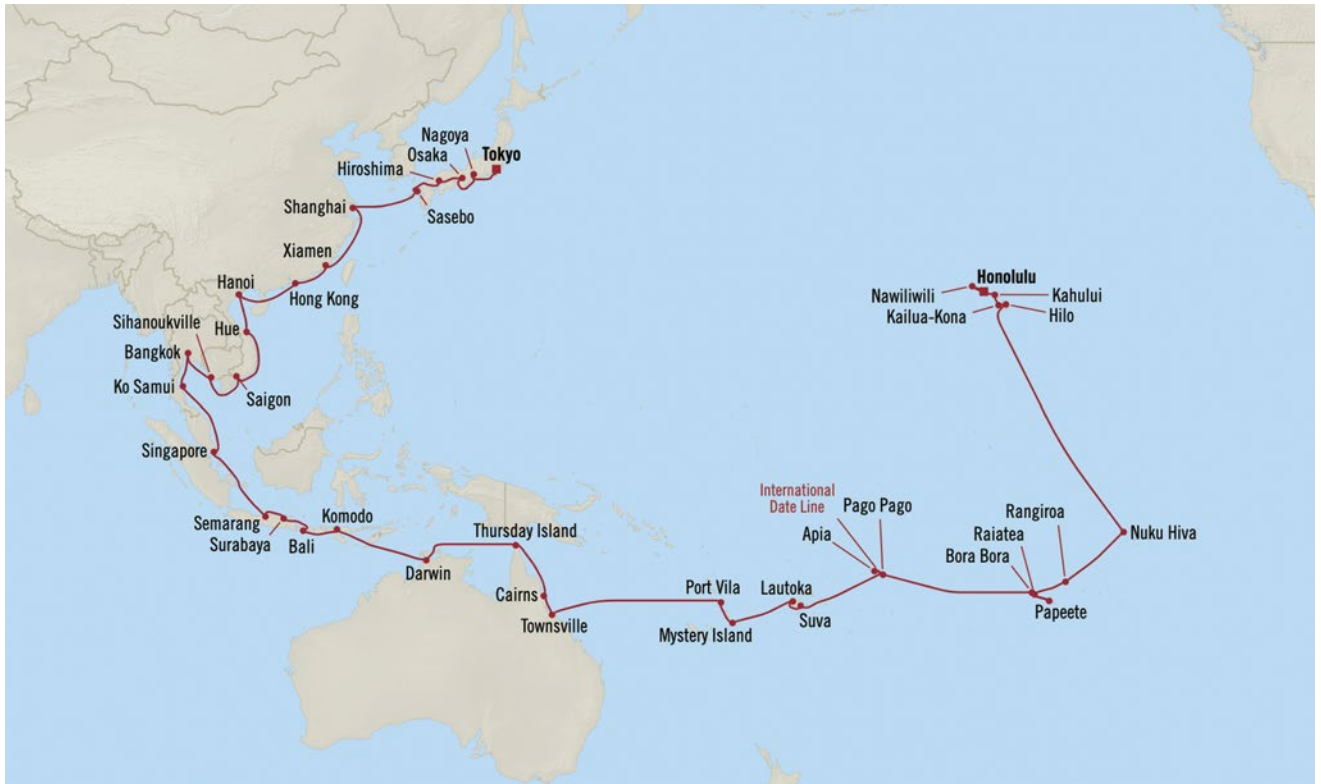 Nagoya
Osaka
Tokyo
Hiroshima
Sasebo
Shanghai
Xiamen
Hanoi
Hong Kong
Sihanoukville
Hue
Bangkok
Ko Samui
Saigon
Singapore
Semarang
Surabaya
Bali
Komodo
Darwin
Thursday Island
Cairns
Townsville
Port Vila
Mystery Island
Lautoka
Suva
International
Date Line
Apia
Pago Pago
Rangiroa
Raiatea
Bora Bora
Papeete
Nuku Hiva
Honolulu
Nawiliwili
Kahului
Kailua-Kona
Hilo